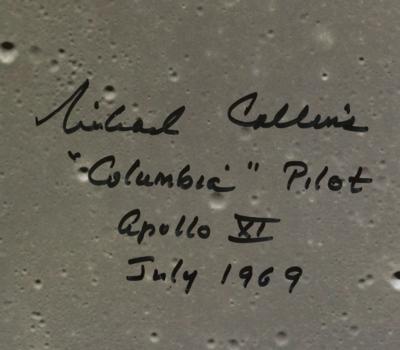 Michael Collins
"Columbia" Pilot
Apollo XI
July 1969